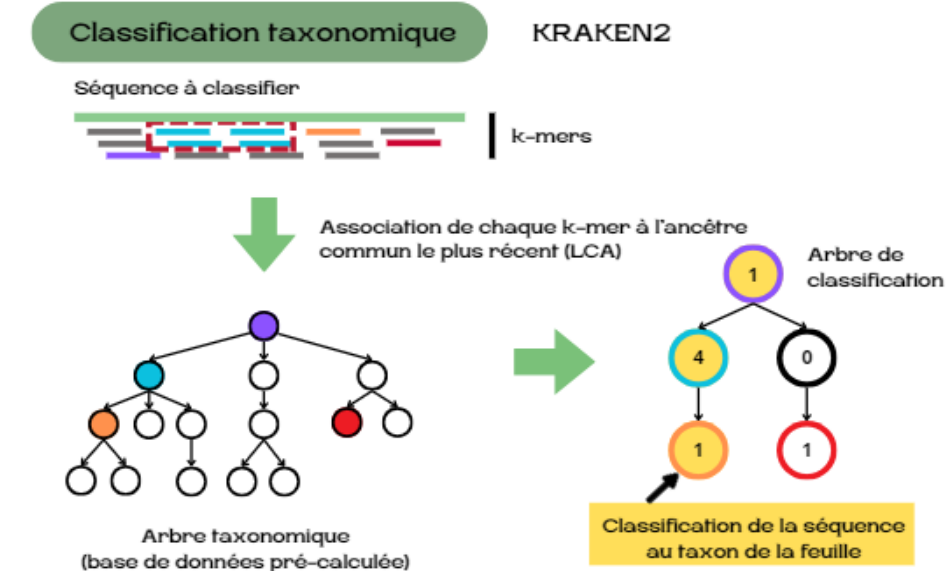 Classification taxonomique
KRAKEN2
Séquence à classifier
k-mers
Association de chaque k-mer à l'ancêtre
commun le plus récent (LCA)
Arbre de
classification
1
4
0
1
1
Arbre taxonomique
(base de données pré-calculée)
Classification de la séquence
au taxon de la feuille